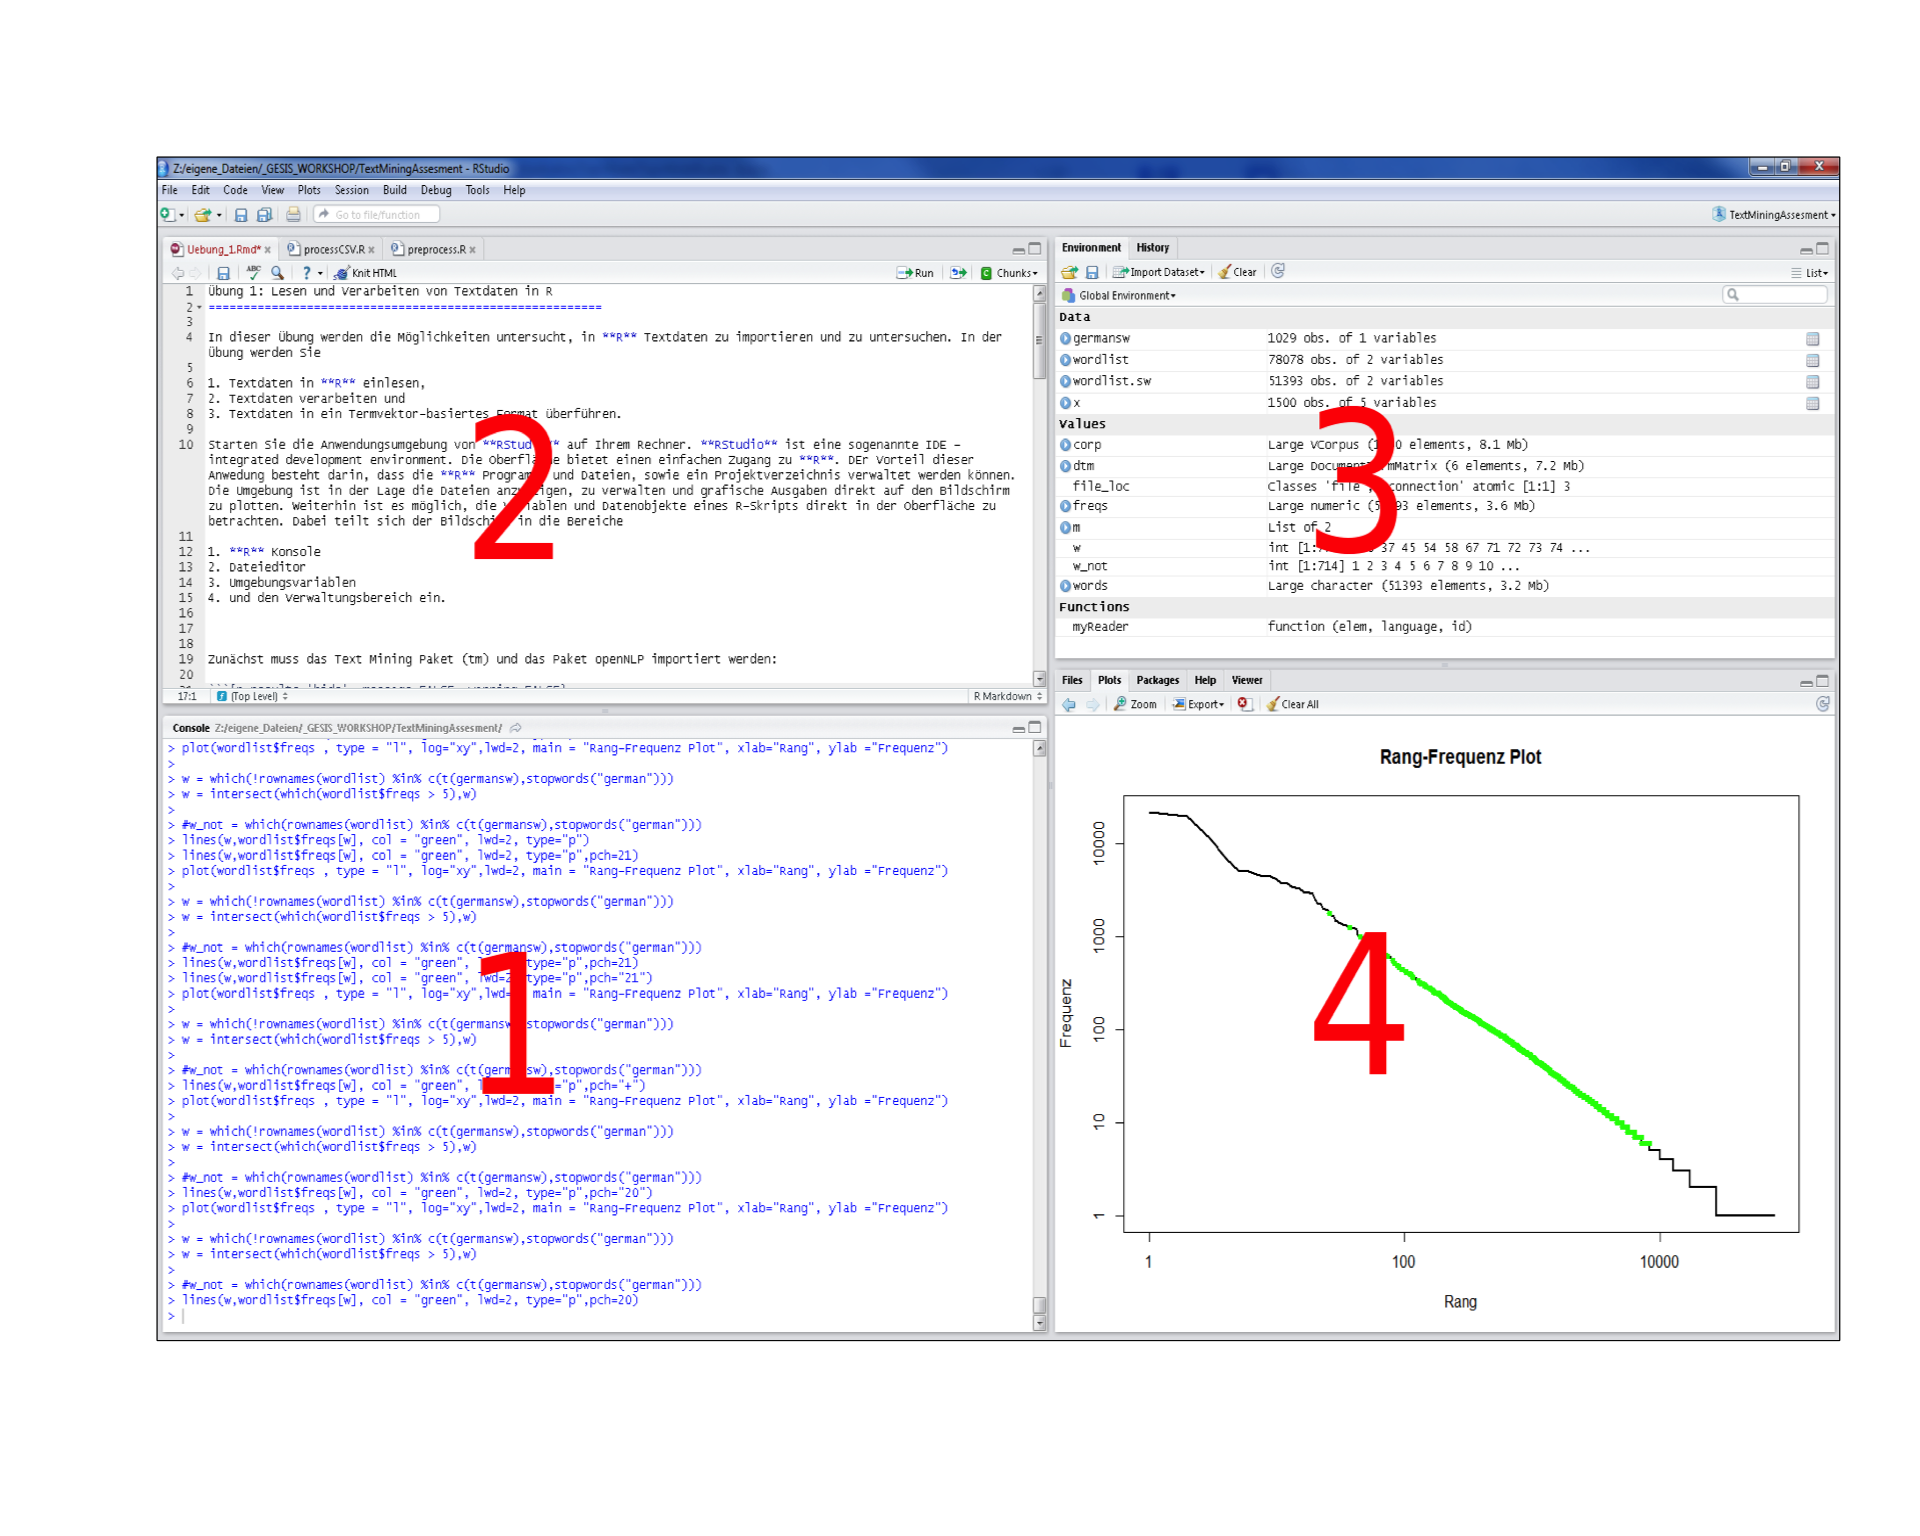 Z:/eigene_Dateien/_GESIS_WORKSHOP/TextMiningAssesment - RStudio
File Edit Code View Plots Session Build Debug Tools Help
Go to file/function
TextMiningAssesment
Uebung_1.Rmd* processCSV.R preprocess.R
ABC ? Knit HTML Run Chunks
1 Übung 1: Lesen und Verarbeiten von Textdaten in R
2 ========================================================
3
4 In dieser Übung werden die Möglichkeiten untersucht, in **R** Textdaten zu importieren und zu untersuchen. In der
Übung werden Sie
5
6 1. Textdaten in **R** einlesen,
7 2. Textdaten verarbeiten und
8 3. Textdaten in ein Termvektor-basiertes Format überführen.
9
10 Starten Sie die Anwendungsumgebung von **RStud ** auf Ihrem Rechner. **RStudio** ist eine sogenannte IDE -
integrated development environment. Die Oberfläche bietet einen einfachen Zugang zu **R**. DEr Vorteil dieser
Anwedung besteht darin, dass die **R** Program und Dateien, sowie ein Projektverzeichnis verwaltet werden können.
Die Umgebung ist in der Lage die Dateien anzuzeigen, zu verwalten und grafische Ausgaben direkt auf den Bildschirm
zu plotten. Weiterhin ist es möglich, die Variablen und Datenobjekte eines R-Skripts direkt in der Oberfläche zu
betrachten. Dabei teilt sich der Bildschirm in die Bereiche
11
12 1. **R** Konsole
13 2. Dateieditor
14 3. Umgebungsvariablen
15 4. und den Verwaltungsbereich ein.
16
17
18
19 Zunächst muss das Text Mining Paket (tm) und das Paket openNLP importiert werden:
20
17:1 (Top Level) R Markdown
2
Console Z:/eigene_Dateien/_GESIS_WORKSHOP/TextMiningAssesment/
> plot(wordlist$freqs , type = "l", log="xy",lwd=2, main = "Rang-Frequenz Plot", xlab="Rang", ylab ="Frequenz")
>
> w = which(!rownames(wordlist) %in% c(t(germansw),stopwords("german")))
> w = intersect(which(wordlist$freqs > 5),w)
>
> #w_not = which(rownames(wordlist) %in% c(t(germansw),stopwords("german")))
> lines(w,wordlist$freqs[w], col = "green", lwd=2, type="p")
> lines(w,wordlist$freqs[w], col = "green", lwd=2, type="p",pch=21)
> plot(wordlist$freqs , type = "l", log="xy",lwd=2, main = "Rang-Frequenz Plot", xlab="Rang", ylab ="Frequenz")
>
> w = which(!rownames(wordlist) %in% c(t(germansw),stopwords("german")))
> w = intersect(which(wordlist$freqs > 5),w)
>
> #w_not = which(rownames(wordlist) %in% c(t(germansw),stopwords("german")))
> lines(w,wordlist$freqs[w], col = "green", lwd=2, type="p",pch=21)
> lines(w,wordlist$freqs[w], col = "green", lwd=2, type="p",pch="21")
> plot(wordlist$freqs , type = "l", log="xy",lwd=2, main = "Rang-Frequenz Plot", xlab="Rang", ylab ="Frequenz")
>
> w = which(!rownames(wordlist) %in% c(t(germansw),stopwords("german")))
> w = intersect(which(wordlist$freqs > 5),w)
>
> #w_not = which(rownames(wordlist) %in% c(t(germansw),stopwords("german")))
> lines(w,wordlist$freqs[w], col = "green", lwd=2, type="p",pch="+")
> plot(wordlist$freqs , type = "l", log="xy",lwd=2, main = "Rang-Frequenz Plot", xlab="Rang", ylab ="Frequenz")
>
> w = which(!rownames(wordlist) %in% c(t(germansw),stopwords("german")))
> w = intersect(which(wordlist$freqs > 5),w)
>
> #w_not = which(rownames(wordlist) %in% c(t(germansw),stopwords("german")))
> lines(w,wordlist$freqs[w], col = "green", lwd=2, type="p",pch="20")
> plot(wordlist$freqs , type = "l", log="xy",lwd=2, main = "Rang-Frequenz Plot", xlab="Rang", ylab ="Frequenz")
>
> w = which(!rownames(wordlist) %in% c(t(germansw),stopwords("german")))
> w = intersect(which(wordlist$freqs > 5),w)
>
> #w_not = which(rownames(wordlist) %in% c(t(germansw),stopwords("german")))
> lines(w,wordlist$freqs[w], col = "green", lwd=2, type="p",pch=20)
>
1
Environment History
Import Dataset Clear List
Global Environment
Data
germansw 1029 obs. of 1 variables
wordlist 78078 obs. of 2 variables
wordlist.sw 51393 obs. of 2 variables
x 1500 obs. of 5 variables
Values
corp Large VCorpus ( elements, 8.1 Mb)
dtm Large DocumentTermMatrix (6 elements, 7.2 Mb)
file_loc Classes 'file', 'connection' atomic [1:1] 3
freqs Large numeric (51393 elements, 3.6 Mb)
m List of 2
w int 37 45 54 58 67 71 72 73 74 ...
w_not int [1:714] 1 2 3 4 5 6 7 8 9 10 ...
words Large character (51393 elements, 3.2 Mb)
Functions
myReader function (elem, language, id)
3
Files Plots Packages Help Viewer
Zoom Export Clear All
Rang-Frequenz Plot
Frequenz
10000
1000
100
10
1
1 100 10000
Rang
4